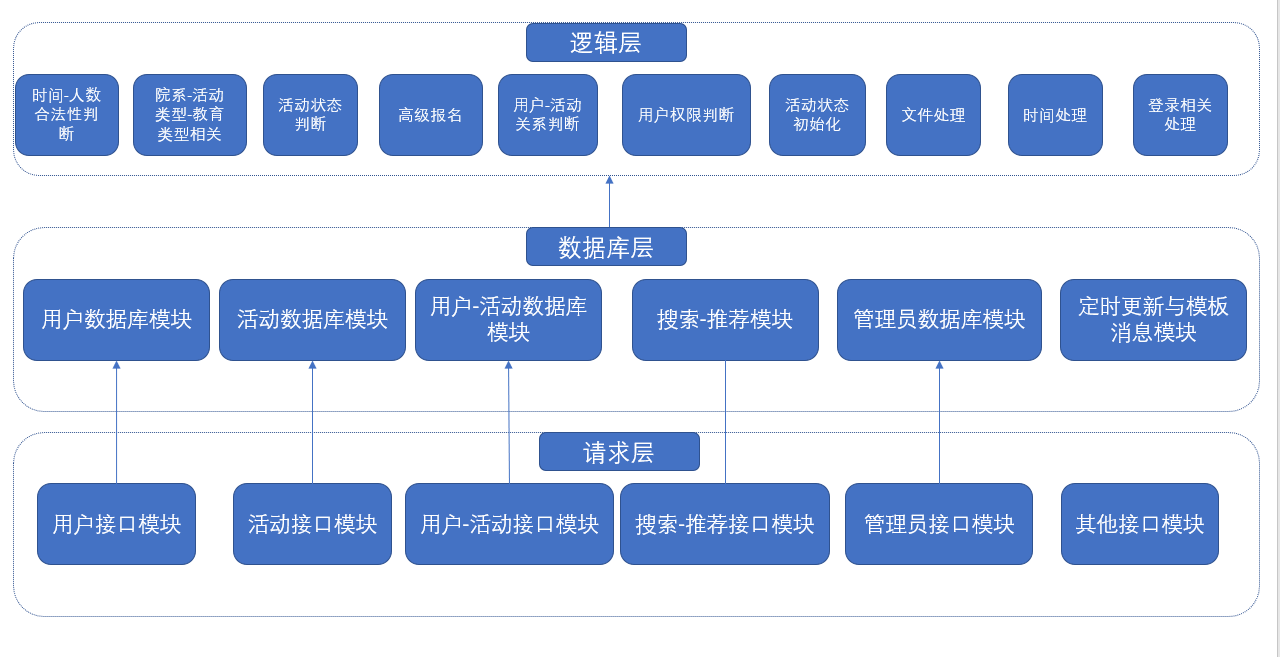 逻辑层
时间-人数
合法性判
断
院系-活动
类型-教育
类型相关
活动状态
判断
高级报名
用户-活动
关系判断
用户权限判断
活动状态
初始化
文件处理
时间处理
登录相关
处理
数据库层
用户数据库模块
活动数据库模块
用户-活动数据库
模块
搜索-推荐模块
管理员数据库模块
定时更新与模板
消息模块
请求层
用户接口模块
活动接口模块
用户-活动接口模块
搜索-推荐接口模块
管理员接口模块
其他接口模块